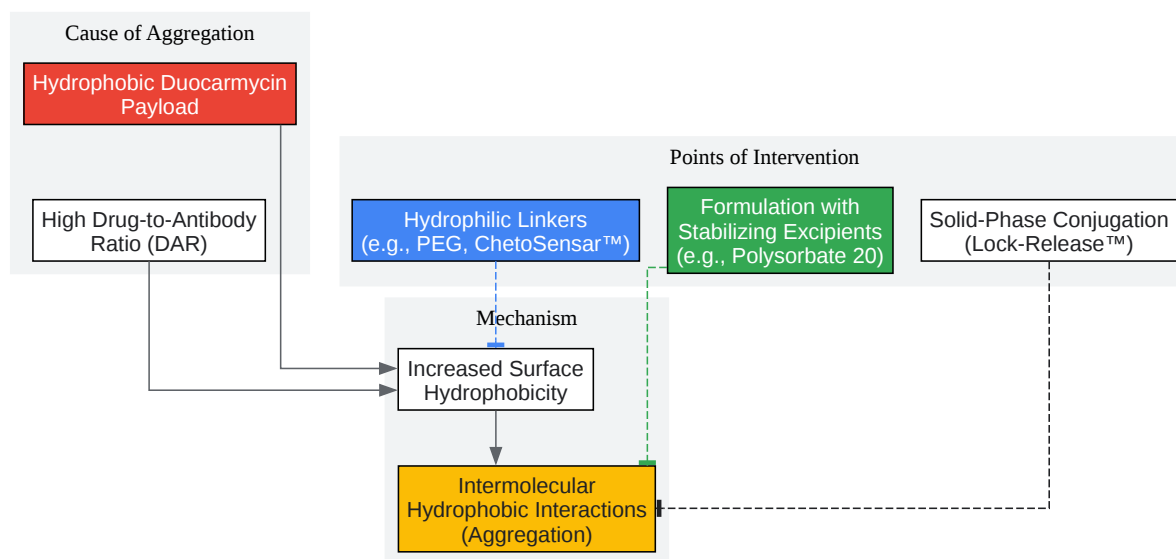 Cause of Aggregation
Hydrophobic Duocarmycin
Payload
High Drug-to-Antibody
Ratio (DAR)
Points of Intervention
Hydrophilic Linkers
(e.g., PEG, ChetoSensar™)
Formulation with
Stabilizing Excipients
(e.g., Polysorbate 20)
Solid-Phase Conjugation
(Lock-Release™)
Mechanism
Increased Surface
Hydrophobicity
Intermolecular
Hydrophobic Interactions
(Aggregation)